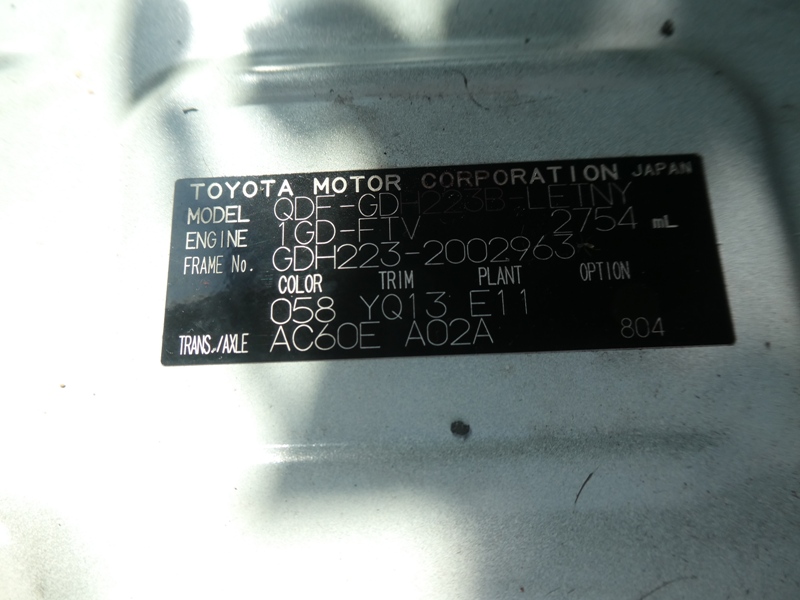 TOYOTA MOTOR CORPORATION JAPAN
MODEL QDF-GDH223B-LETNY
ENGINE 1GD-FTV 2754 mL
FRAME No. GDH223-2002963
COLOR TRIM PLANT OPTION
058 YQ13 E11
TRANS./AXLE AC60E A02A 804